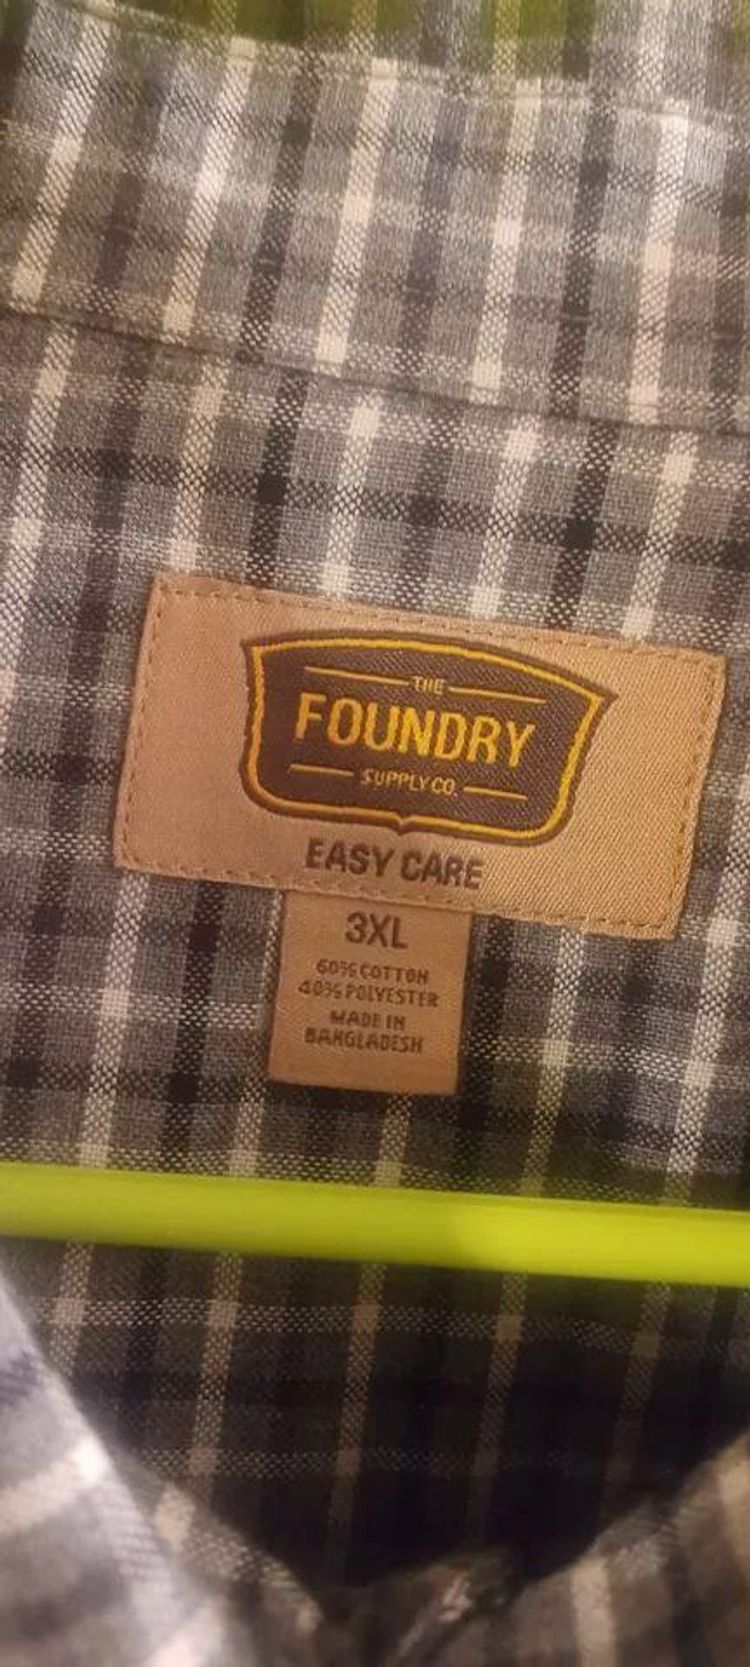 THE
FOUNDRY
SUPPLY CO.
EASY CARE
3XL
60% COTTON
40% POLYESTER
MADE IN
BANGLADESH